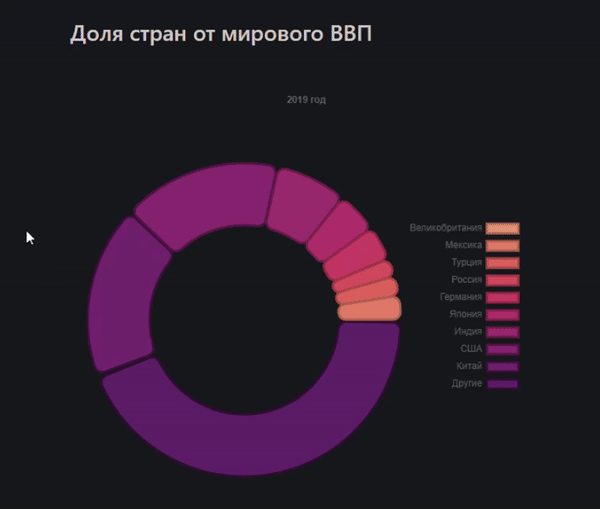 Доля стран от мирового ВВП
2019 год
Великобритания
Мексика
Турция
Россия
Германия
Япония
Индия
США
Китай
Другие